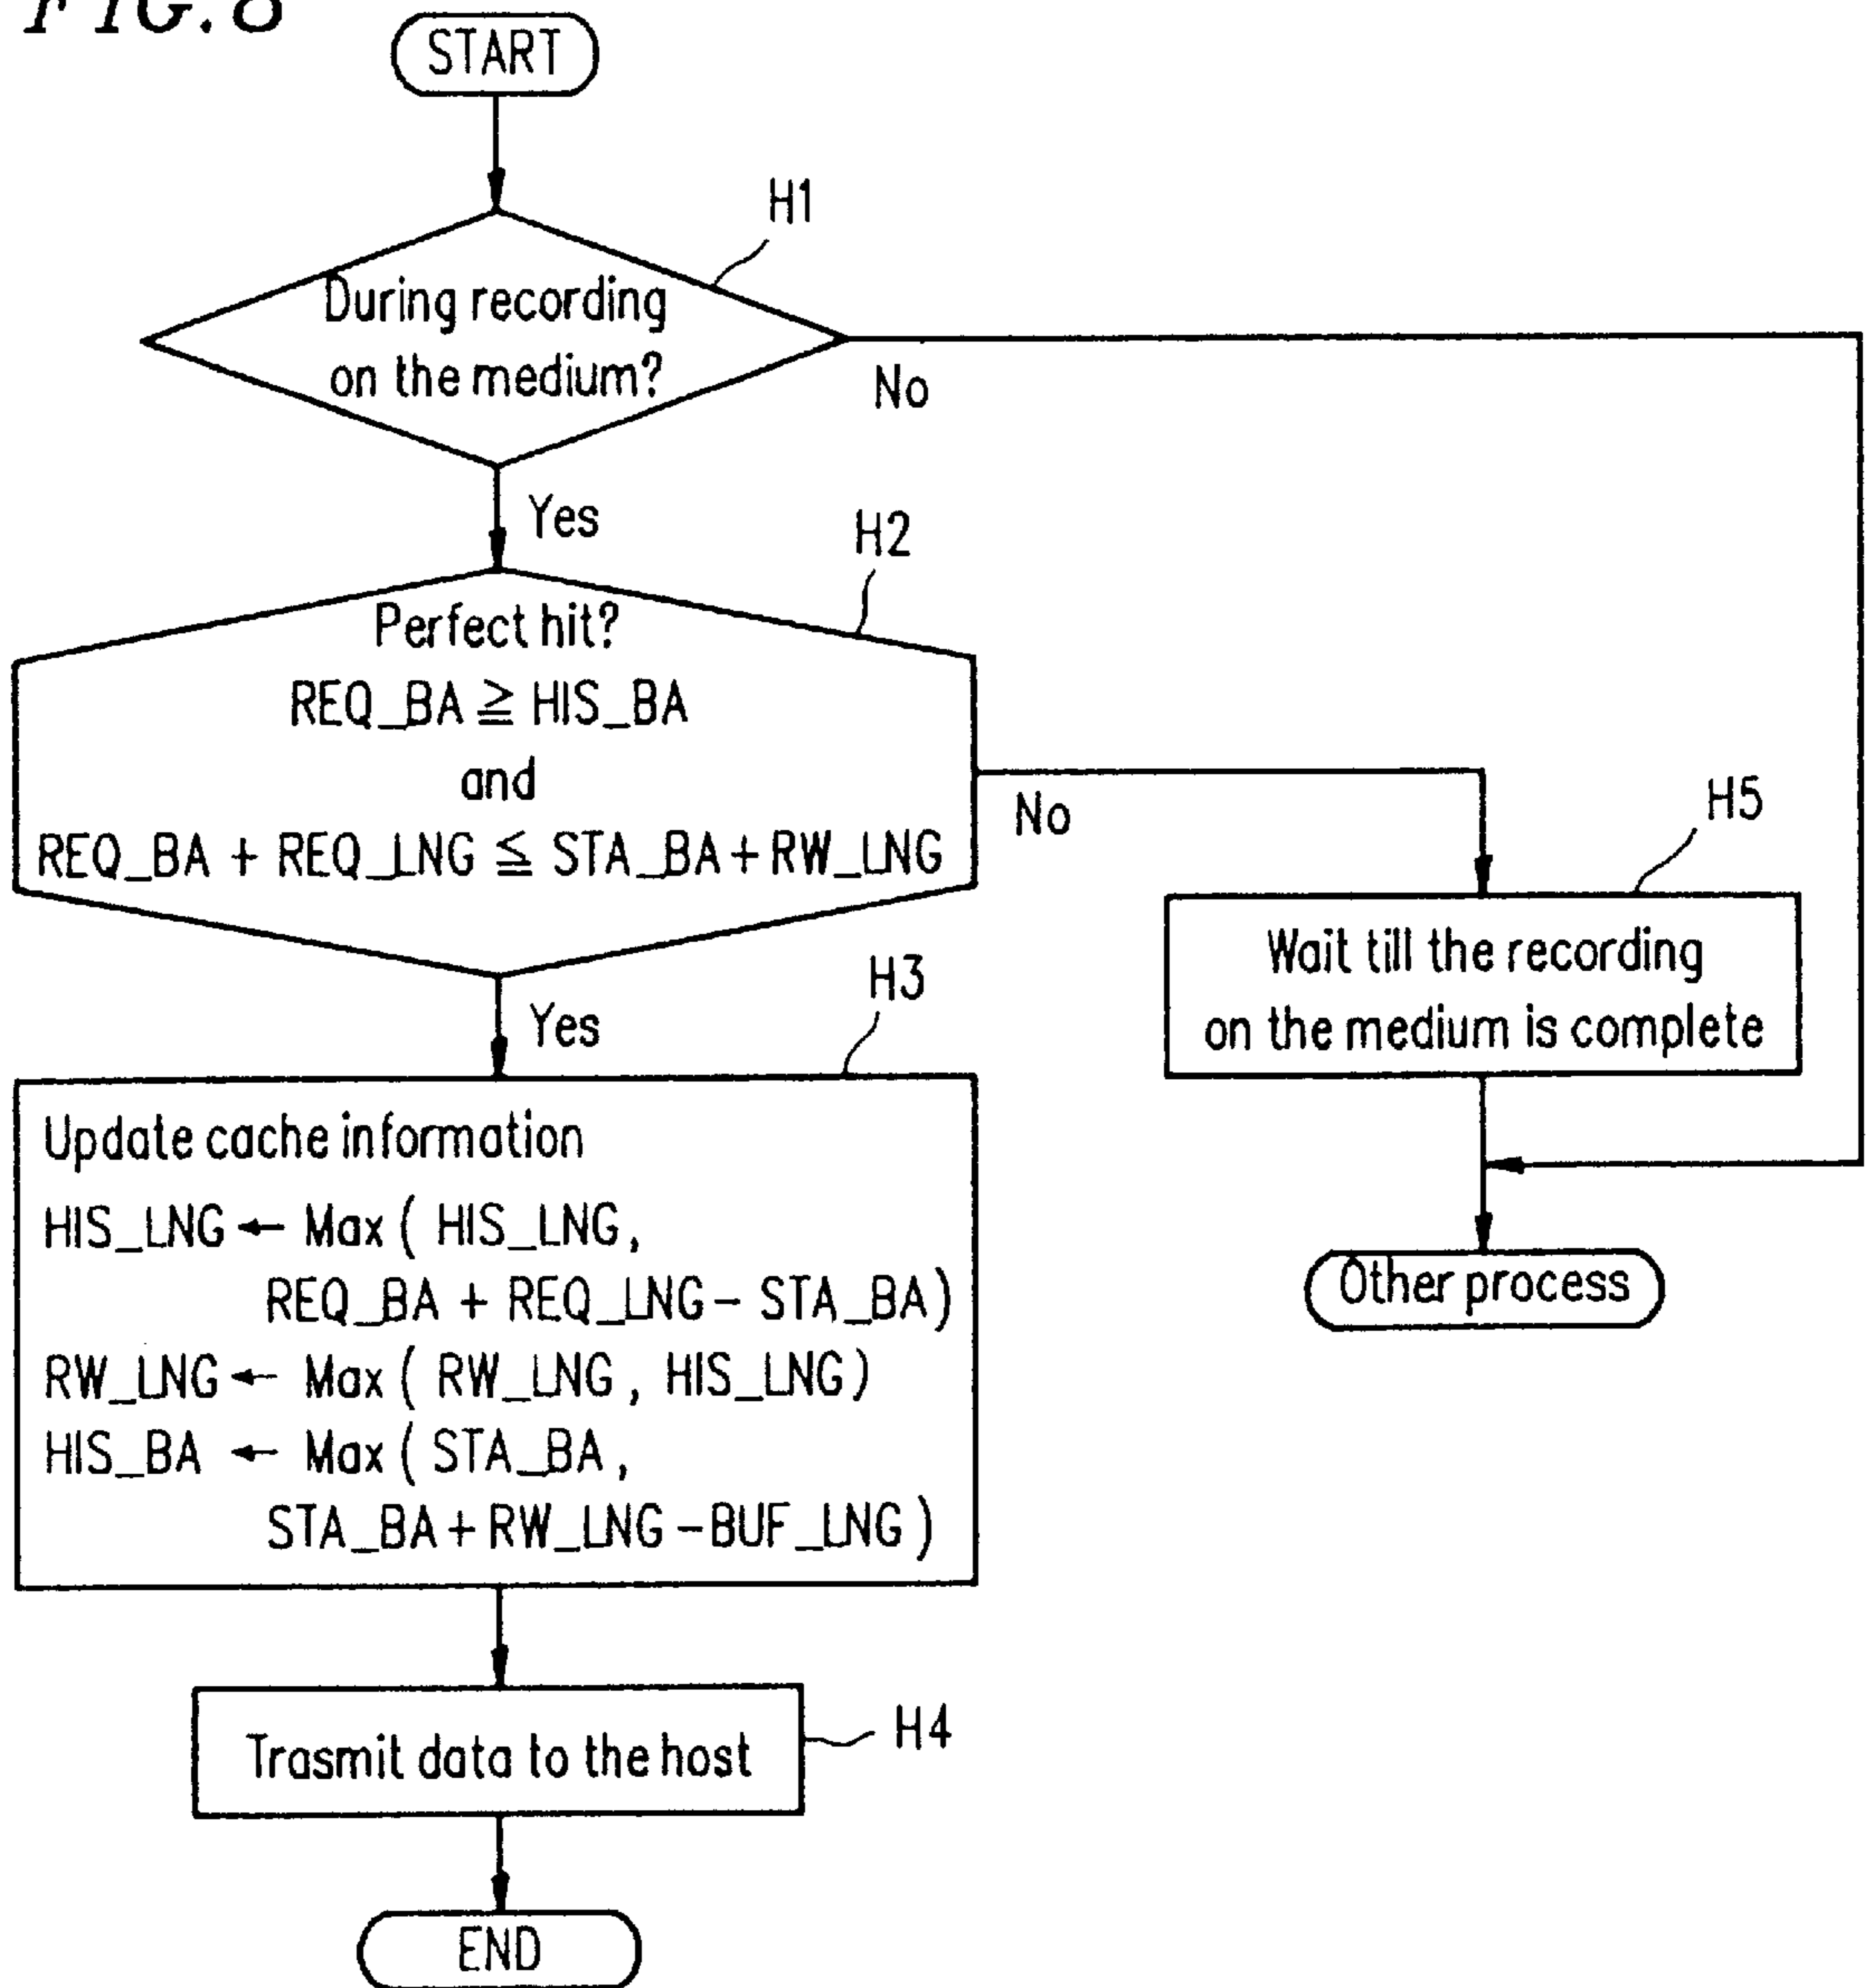 FIG. 8
START
H1
During recording
on the medium?
No
Yes
H2
Perfect hit?
REQ_BA ≧ HIS_BA
and
REQ_BA + REQ_LNG ≦ STA_BA + RW_LNG
No
H5
Wait till the recording
on the medium is complete
Yes
H3
Update cache information
HIS_LNG ← Max ( HIS_LNG,
REQ_BA + REQ_LNG - STA_BA)
RW_LNG ← Max ( RW_LNG, HIS_LNG)
HIS_BA ← Max ( STA_BA,
STA_BA + RW_LNG - BUF_LNG )
Other process
Trasmit data to the host
H4
END